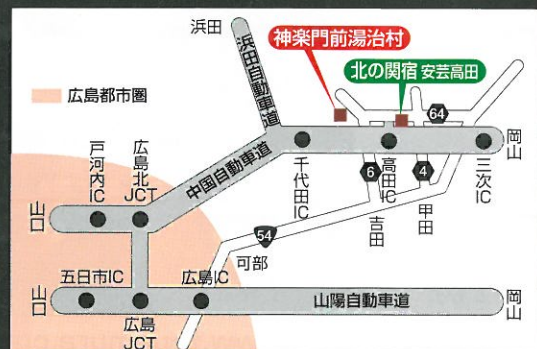 浜田
浜田自動車道
神楽門前湯治村
北の関宿 安芸高田
広島都市圏
64
岡山
戸河内IC
広島北JCT
中国自動車道
千代田IC
6
高田IC
4
三次IC
吉田
甲田
山口
54
可部
五日市IC
広島IC
山口
山陽自動車道
岡山
広島JCT